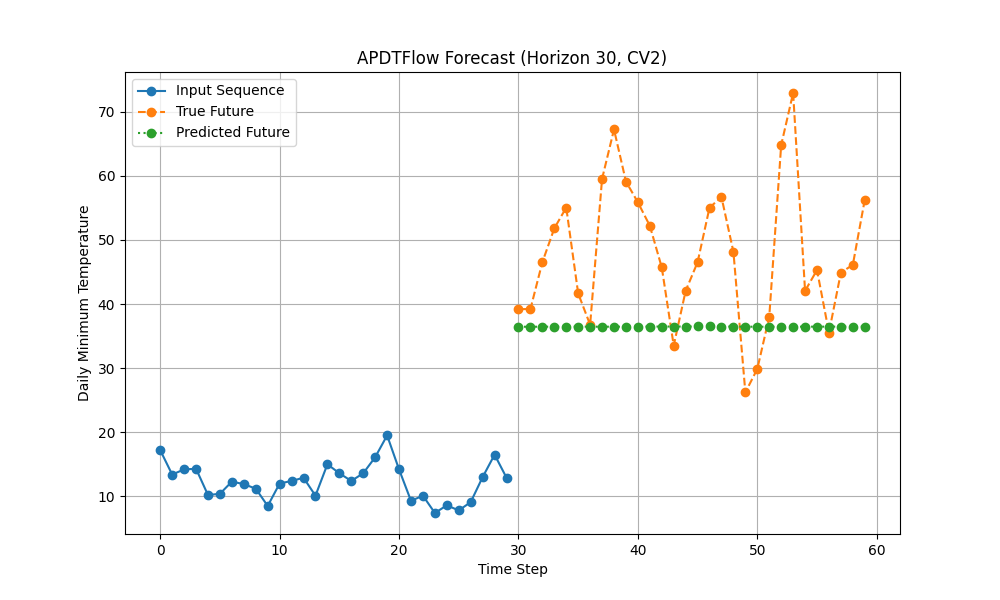 APDTFlow Forecast (Horizon 30, CV2)
Input Sequence
True Future
Predicted Future
Daily Minimum Temperature
70
60
50
40
30
20
10
0 10 20 30 40 50 60
Time Step